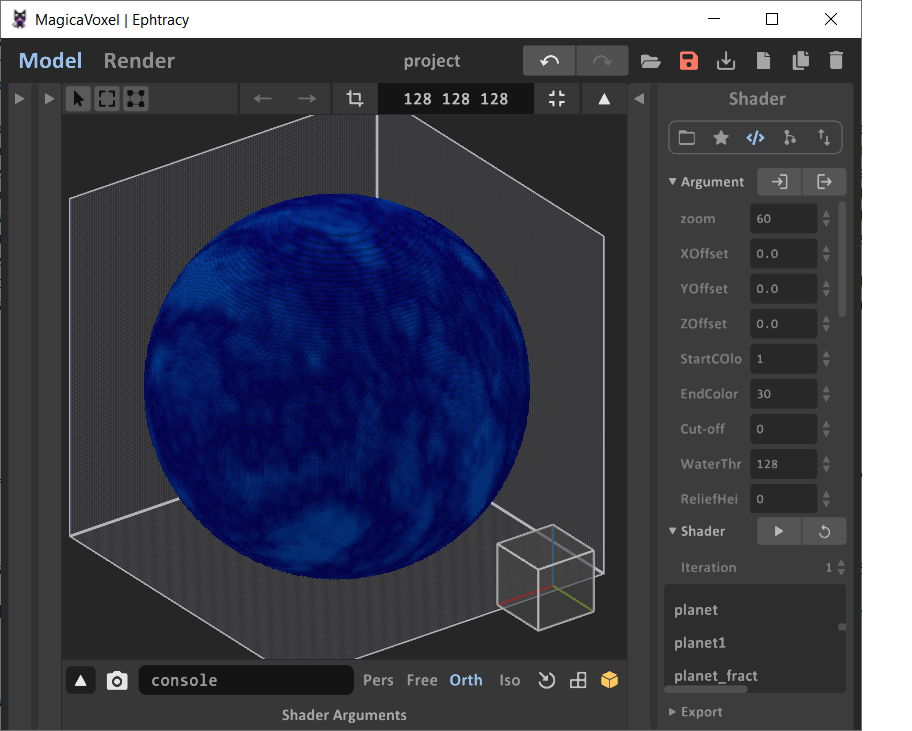 MagicaVoxel | Ephtracy
Model Render project
128 128 128
Shader
</>
Argument
zoom 60
XOffset 0.0
YOffset 0.0
ZOffset 0.0
StartCOlo 1
EndColor 30
Cut-off 0
WaterThr 128
ReliefHei 0
Shader
Iteration 1
planet
planet1
planet_fract
Export
console Pers Free Orth Iso
Shader Arguments